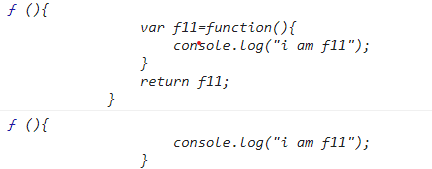 ƒ (){
var f11=function(){
console.log("i am f11");
}
return f11;
}
ƒ (){
console.log("i am f11");
}